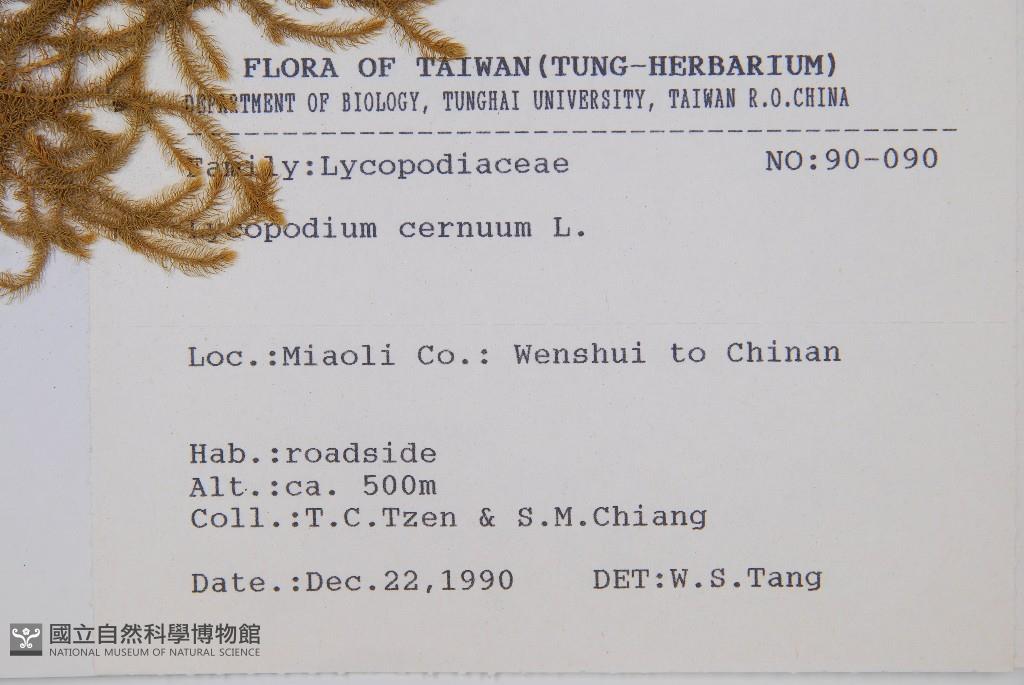 FLORA OF TAIWAN(TUNG-HERBARIUM)
DEPARTMENT OF BIOLOGY, TUNGHAI UNIVERSITY, TAIWAN R.O.CHINA
Family:Lycopodiaceae NO:90-090
Lycopodium cernuum L.
Loc.:Miaoli Co.: Wenshui to Chinan
Hab.:roadside
Alt.:ca. 500m
Coll.:T.C.Tzen & S.M.Chiang
Date.:Dec.22,1990 DET:W.S.Tang
國立自然科學博物館
NATIONAL MUSEUM OF NATURAL SCIENCE